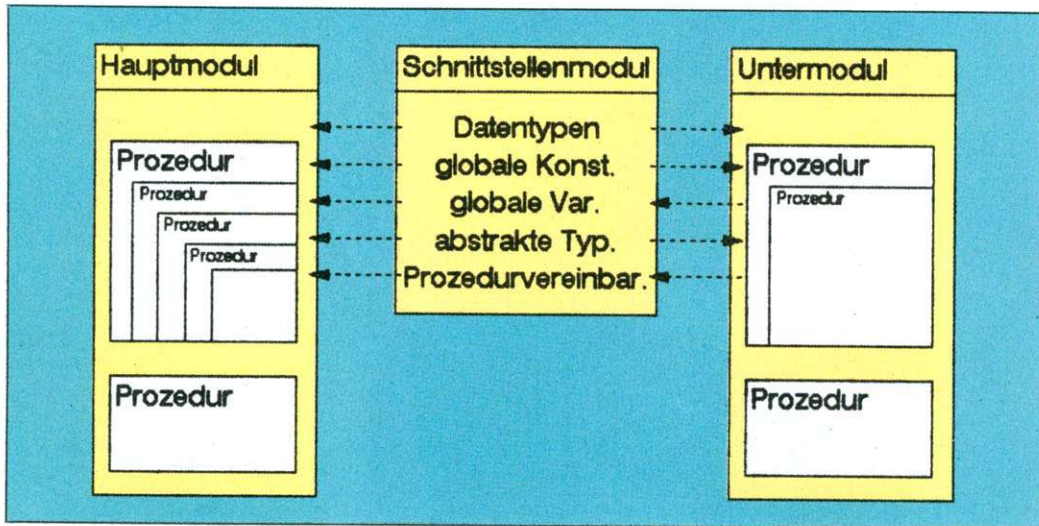 Hauptmodul
Prozedur
Prozedur
Prozedur
Prozedur
Prozedur
Schnittstellenmodul
Datentypen
globale Konst.
globale Var.
abstrakte Typ.
Prozedurvereinbar.
Untermodul
Prozedur
Prozedur
Prozedur